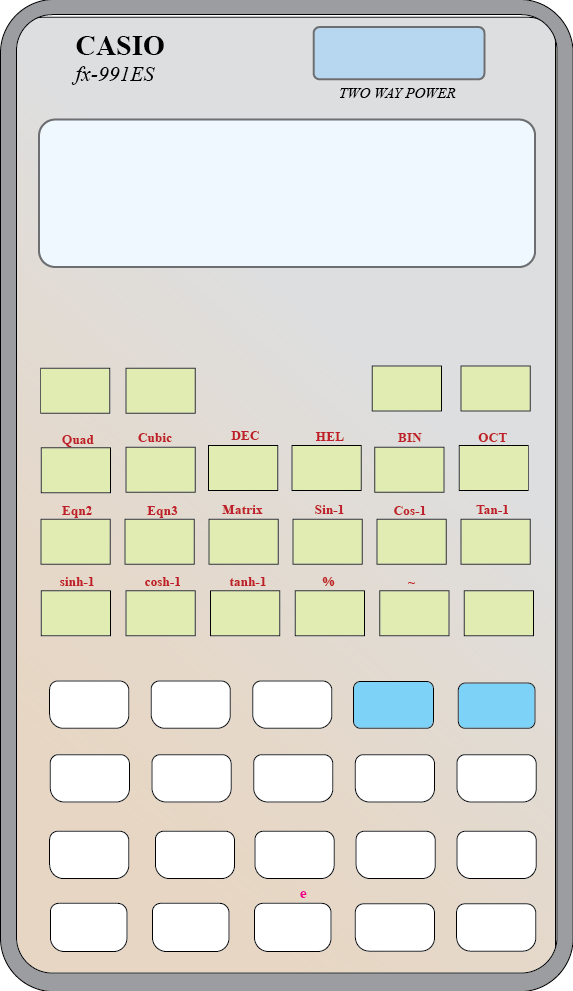 CASIO
fx-991ES
TWO WAY POWER
Quad Cubic DEC HEL BIN OCT
Eqn2 Eqn3 Matrix Sin-1 Cos-1 Tan-1
sinh-1 cosh-1 tanh-1 % ~
e